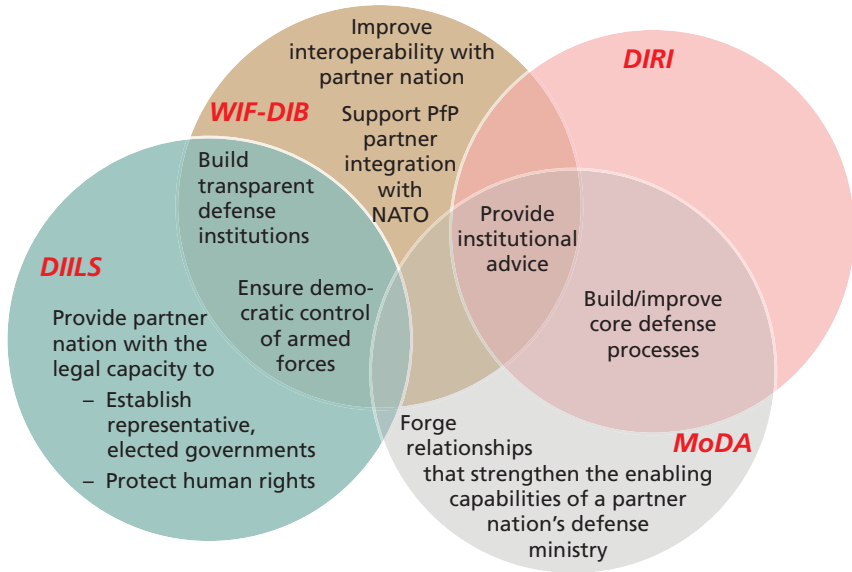 Improve
interoperability with
partner nation
DIRI
WIF-DIB
Support PfP
partner
integration
with
NATO
Build
transparent
defense
institutions
Provide
institutional
advice
DIILS
Ensure demo-
cratic control
of armed
forces
Build/improve
core defense
processes
Provide partner
nation with the
legal capacity to
– Establish
representative,
elected governments
– Protect human rights
Forge
relationships
that strengthen the enabling
capabilities of a partner
nation’s defense
ministry
MoDA